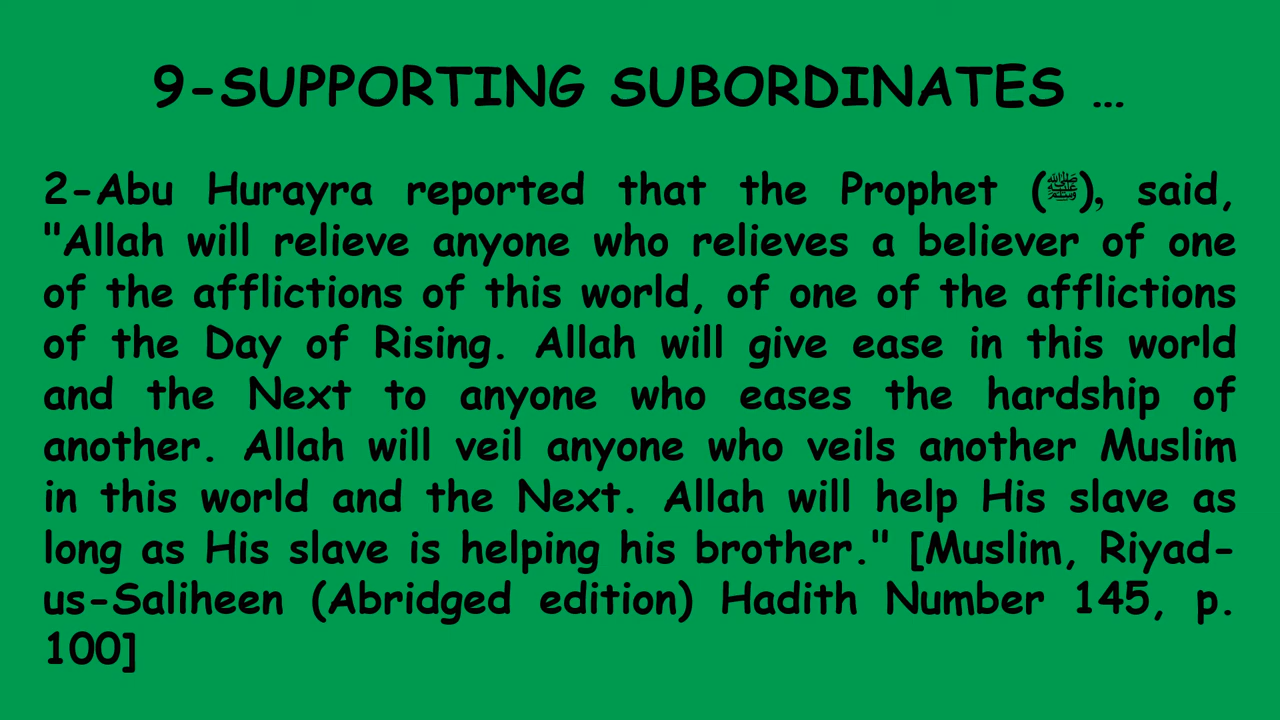 9-SUPPORTING SUBORDINATES …
2-Abu Hurayra reported that the Prophet (ﷺ), said,
"Allah will relieve anyone who relieves a believer of one
of the afflictions of this world, of one of the afflictions
of the Day of Rising. Allah will give ease in this world
and the Next to anyone who eases the hardship of
another. Allah will veil anyone who veils another Muslim
in this world and the Next. Allah will help His slave as
long as His slave is helping his brother." [Muslim, Riyad-
us-Saliheen (Abridged edition) Hadith Number 145, p.
100]